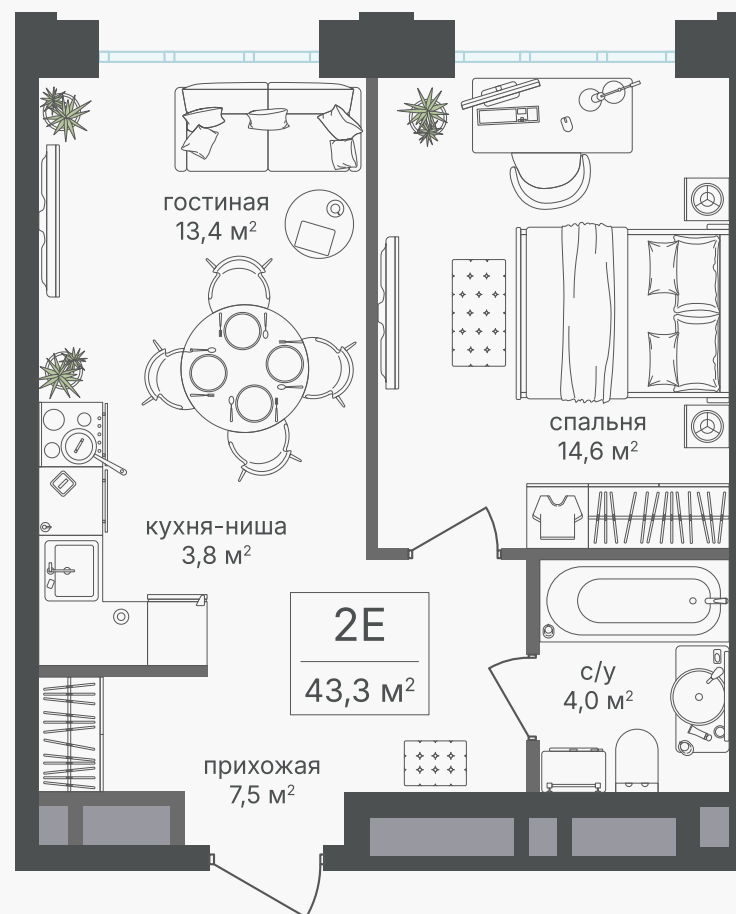 гостиная
13,4 м²
спальня
14,6 м²
кухня-ниша
3,8 м²
2Е
43,3 м²
с/у
4,0 м²
прихожая
7,5 м²